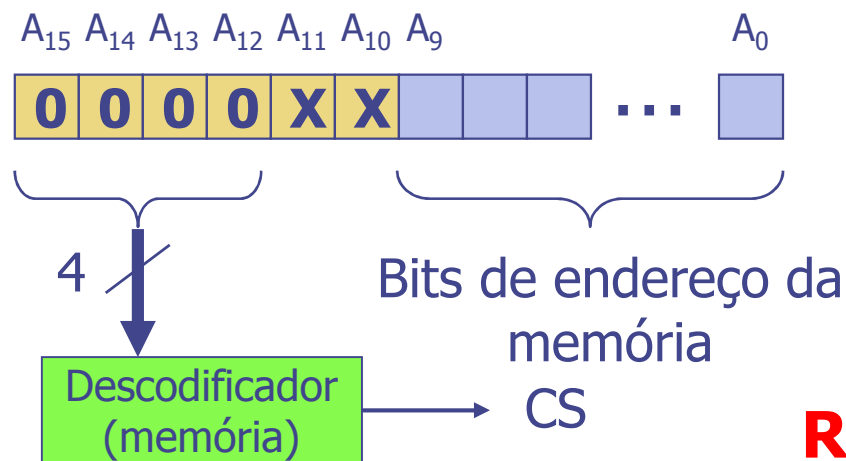 A₁₅ A₁₄ A₁₃ A₁₂ A₁₁ A₁₀ A₉ A₀
0 0 0 0 X X ...
4
Bits de endereço da
memória
Descodificador
(memória)
CS
R